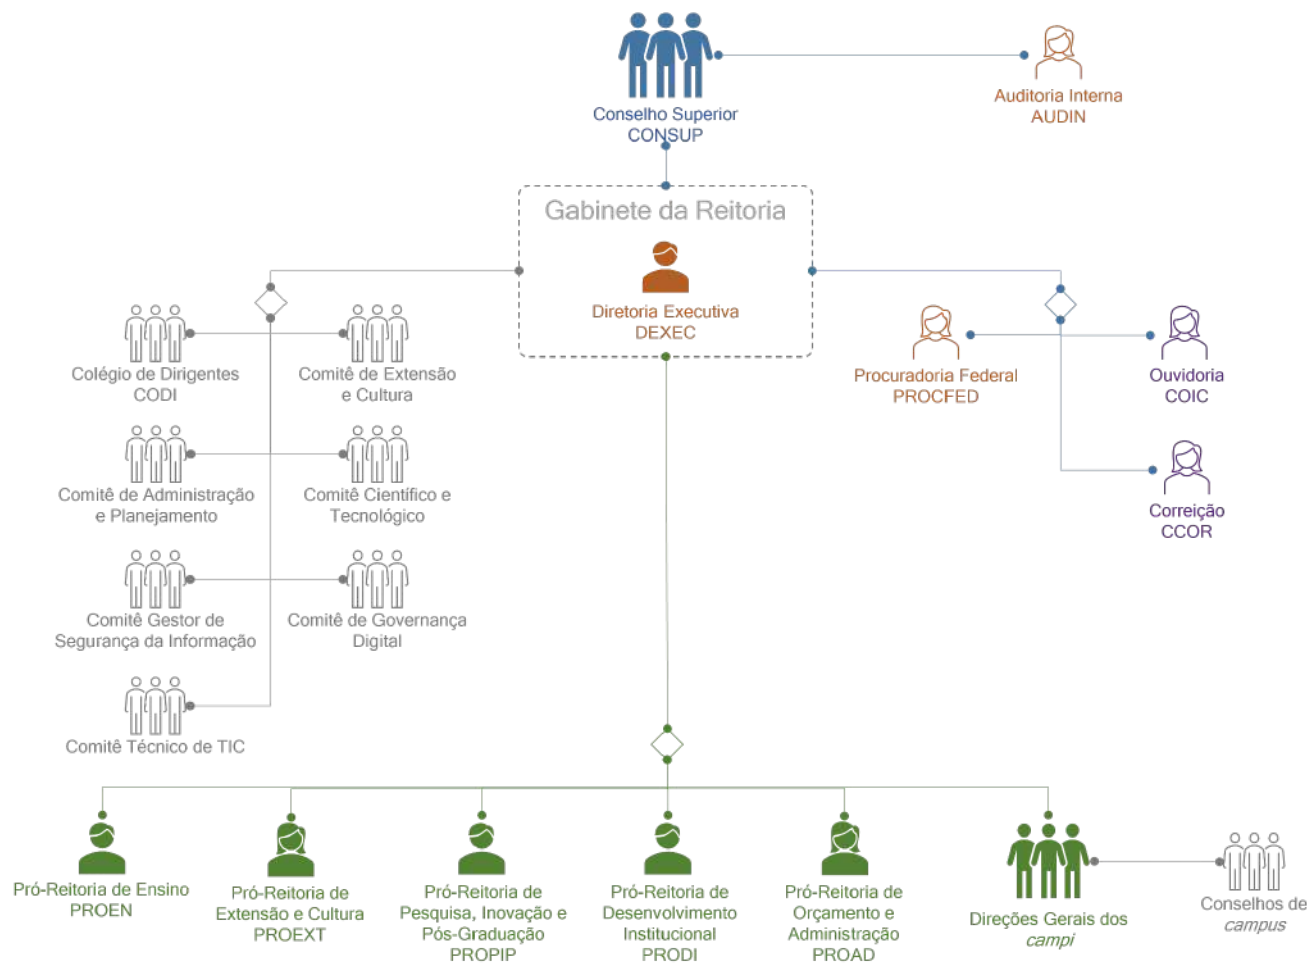 Conselho Superior
CONSUP
Auditoria Interna
AUDIN
Gabinete da Reitoria
Diretoria Executiva
DEXEC
Colégio de Dirigentes
CODI
Comitê de Extensão
e Cultura
Procuradoria Federal
PROCFED
Ouvidoria
COIC
Comitê de Administração
e Planejamento
Comitê Científico e
Tecnológico
Correição
CCOR
Comitê Gestor de
Segurança da Informação
Comitê de Governança
Digital
Comitê Técnico de TIC
Pró-Reitoria de Ensino
PROEN
Pró-Reitoria de
Extensão e Cultura
PROEXT
Pró-Reitoria de
Pesquisa, Inovação e
Pós-Graduação
PROPIP
Pró-Reitoria de
Desenvolvimento
Institucional
PRODI
Pró-Reitoria de
Orçamento e
Administração
PROAD
Direções Gerais dos
campi
Conselhos de
campus